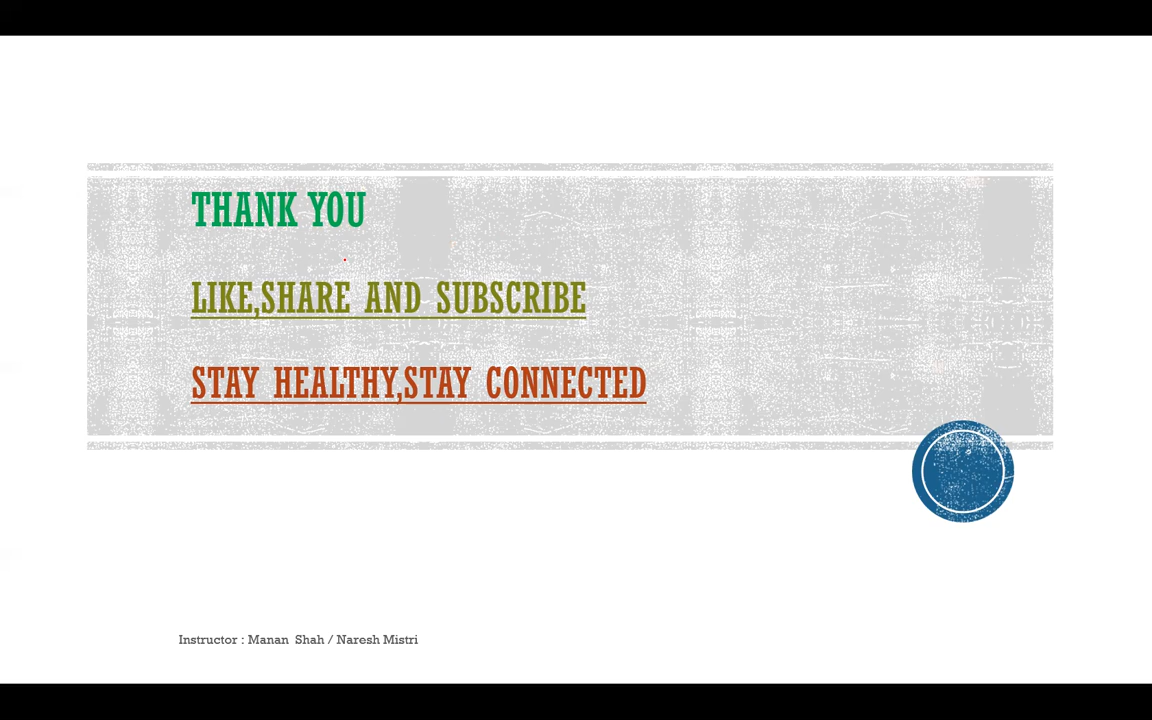 THANK YOU
LIKE,SHARE AND SUBSCRIBE
STAY HEALTHY,STAY CONNECTED
Instructor : Manan Shah / Naresh Mistri